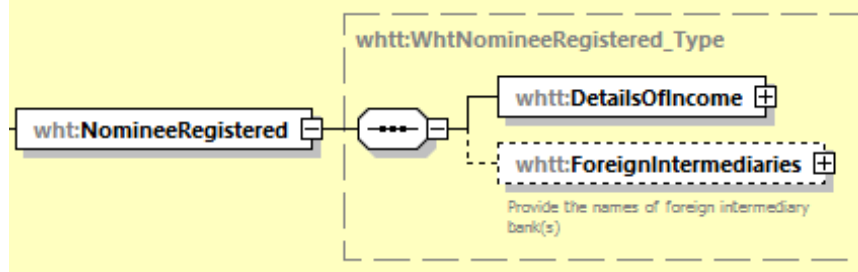 whtt:WhtNomineeRegistered_Type
whtt:DetailsOfIncome
wht:NomineeRegistered
whtt:ForeignIntermediaries
Provide the names of foreign intermediary
bank(s)